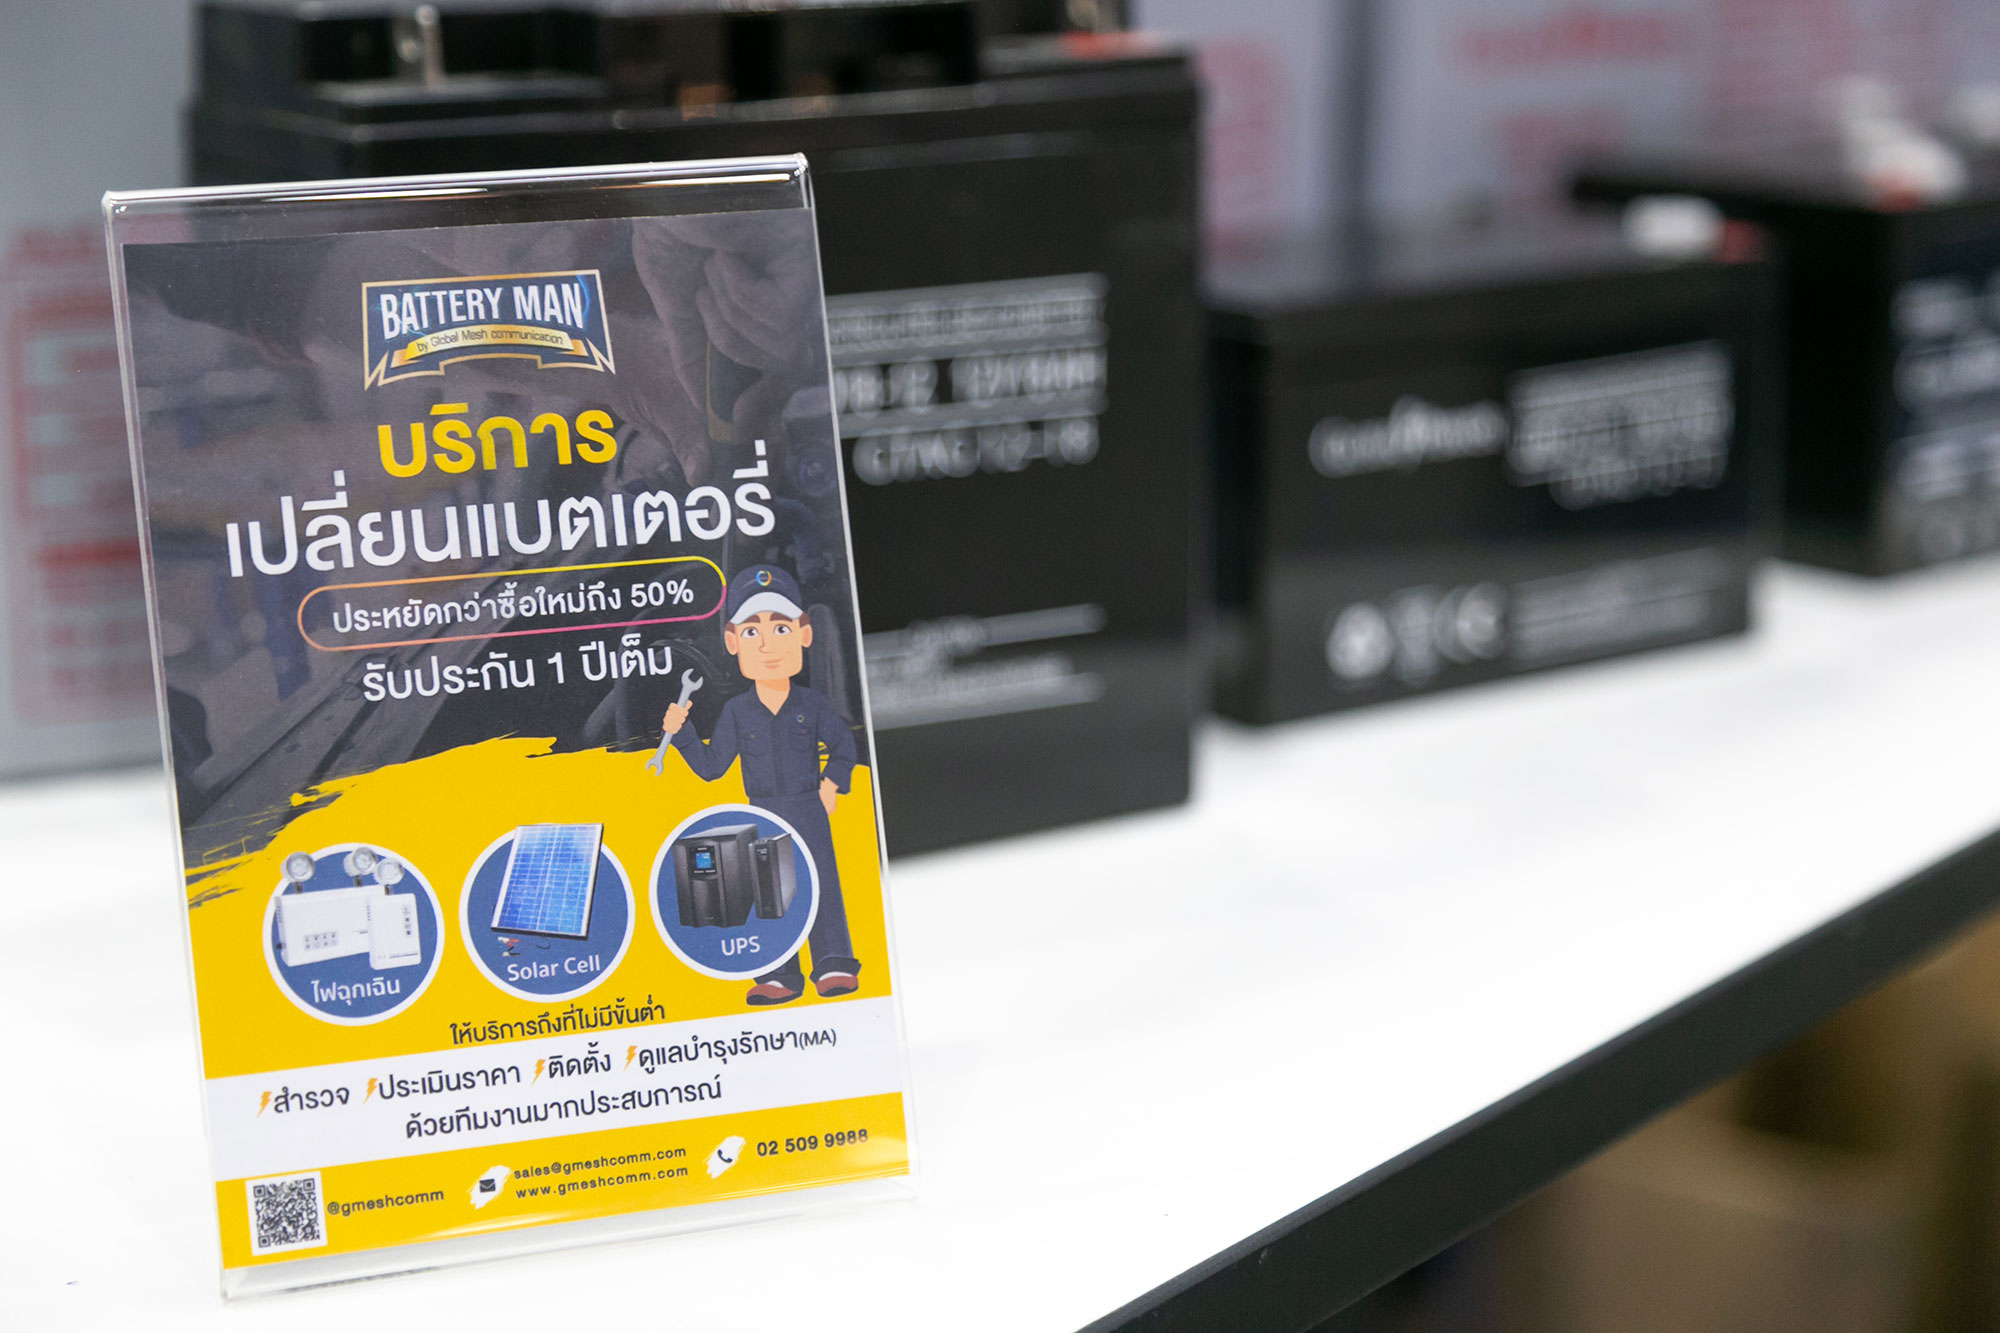 BATTERY MAN
by Global Mesh communication
บริการ
เปลี่ยนแบตเตอรี่
ประหยัดกว่าซื้อใหม่ถึง 50%
รับประกัน 1 ปีเต็ม
ไฟฉุกเฉิน
Solar Cell
UPS
ให้บริการถึงที่ไม่มีขั้นต่ำ
สำรวจ ประเมินราคา ติดตั้ง ดูแลบำรุงรักษา(MA)
ด้วยทีมงานมากประสบการณ์
@gmeshcomm
sales@gmeshcomm.com
www.gmeshcomm.com
02 509 9988